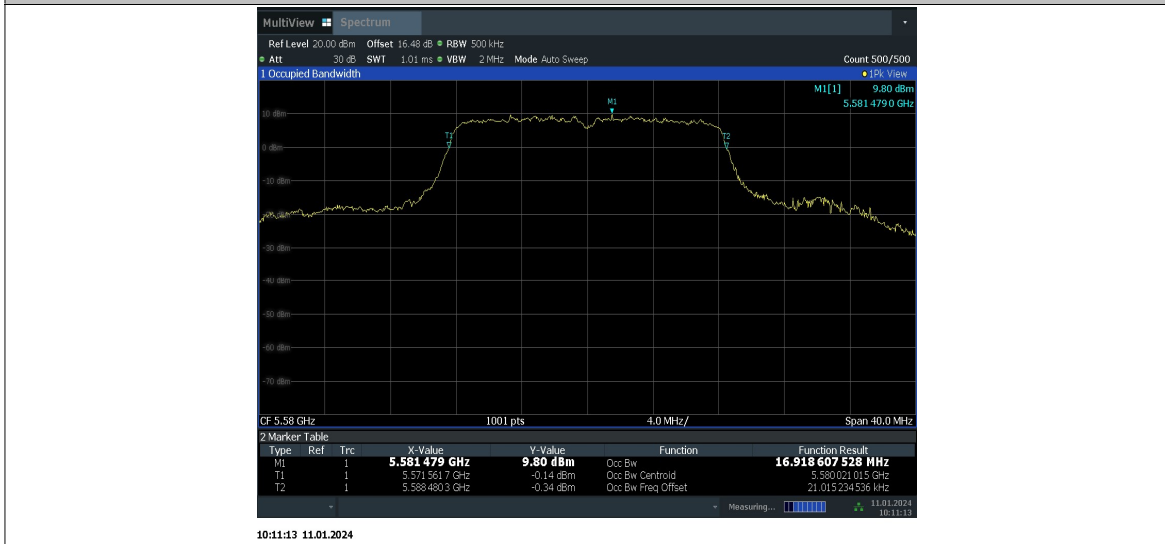 MultiView Spectrum
Ref Level 20.00 dBm Offset 16.48 dB RBW 500 kHz
Att 30 dB SWT 1.01 ms VBW 2 MHz Mode Auto Sweep Count 500/500
1 Occupied Bandwidth 1Pk View
M1[1] 9.80 dBm
5.581 479 0 GHz
M1
10 dBm
T1 T2
0 dBm
-10 dBm
-20 dBm
-30 dBm
-40 dBm
-50 dBm
-60 dBm
-70 dBm
CF 5.58 GHz 1001 pts 4.0 MHz/ Span 40.0 MHz
2 Marker Table
Type Ref Trc X-Value Y-Value Function Function Result
M1 1 5.581 479 GHz 9.80 dBm Occ Bw 16.918 607 528 MHz
T1 1 5.571 561 7 GHz -0.14 dBm Occ Bw Centroid 5.580 021 015 GHz
T2 1 5.588 480 3 GHz -0.34 dBm Occ Bw Freq Offset 21.015 234 536 kHz
Measuring... 11.01.2024
10:11:13
10:11:13 11.01.2024